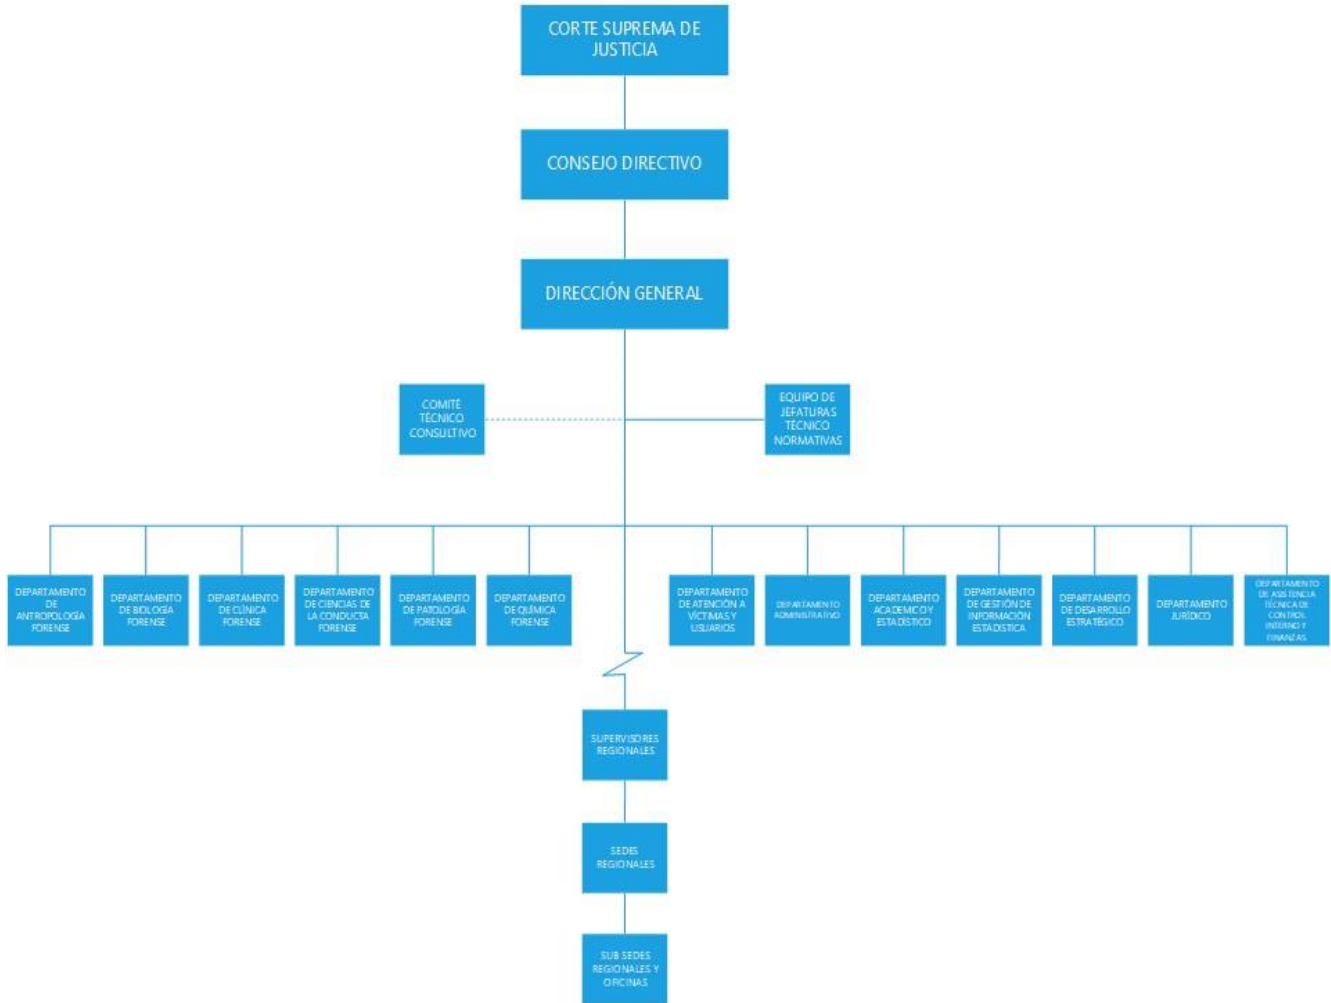 CORTE SUPREMA DE
JUSTICIA
CONSEJO DIRECTIVO
DIRECCIÓN GENERAL
COMITÉ
TÉCNICO
CONSULTIVO
EQUIPO DE
JEFATURAS
TÉCNICO
NORMATIVAS
DEPARTAMENTO
DE
ANTROPOLOGÍA
FORENSE
DEPARTAMENTO
DE BIOLOGÍA
FORENSE
DEPARTAMENTO
DE CLÍNICA
FORENSE
DEPARTAMENTO
DE CIENCIAS DE
LA CONDUCTA
FORENSE
DEPARTAMENTO
DE PATOLOGÍA
FORENSE
DEPARTAMENTO
DE QUÍMICA
FORENSE
DEPARTAMENTO
DE ATENCIÓN A
VÍCTIMAS Y
USUARIOS
DEPARTAMENTO
ADMINISTRATIVO
DEPARTAMENTO
ACADEMICO Y
ESTADÍSTICO
DEPARTAMENTO
DE GESTIÓN DE
INFORMACIÓN
ESTADISTICA
DEPARTAMENTO
DE DESARROLLO
ESTRATÉGICO
DEPARTAMENTO
JURÍDICO
DEPARTAMENTO
DE ASISTENCIA
TÉCNICA DE
CONTROL
INTERNO Y
FINANZAS
SUPERVISORES
REGIONALES
SEDES
REGIONALES
SUB SEDES
REGIONALES Y
OFICINAS